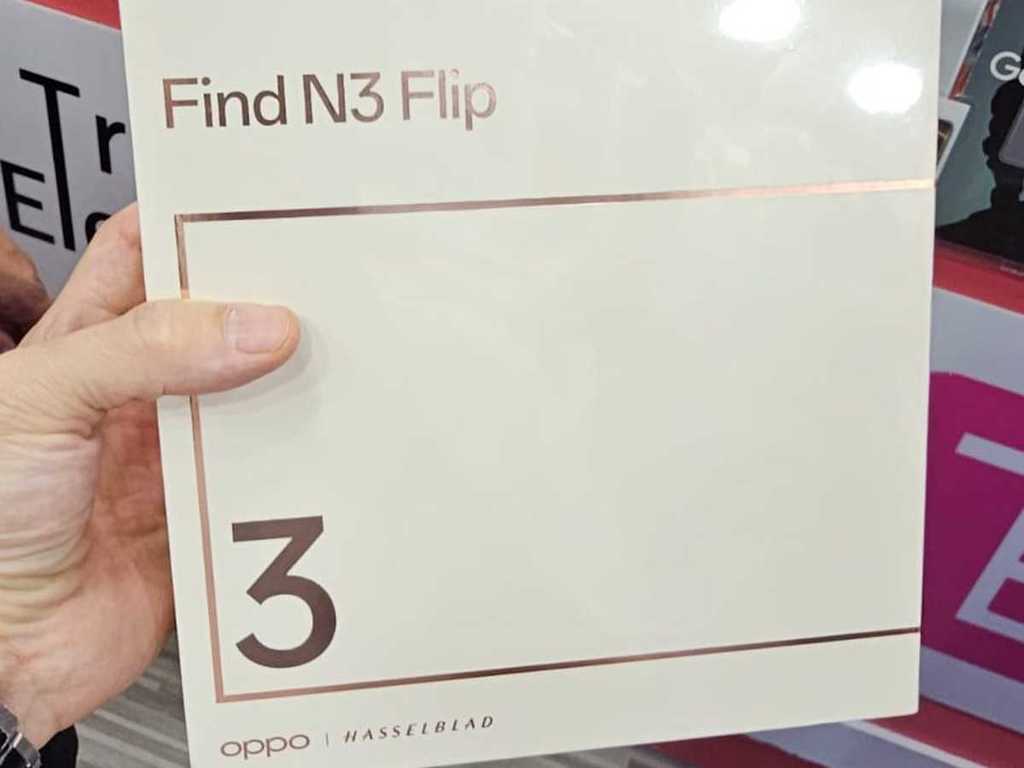 Find N3 Flip
3
oppo | HASSELBLAD